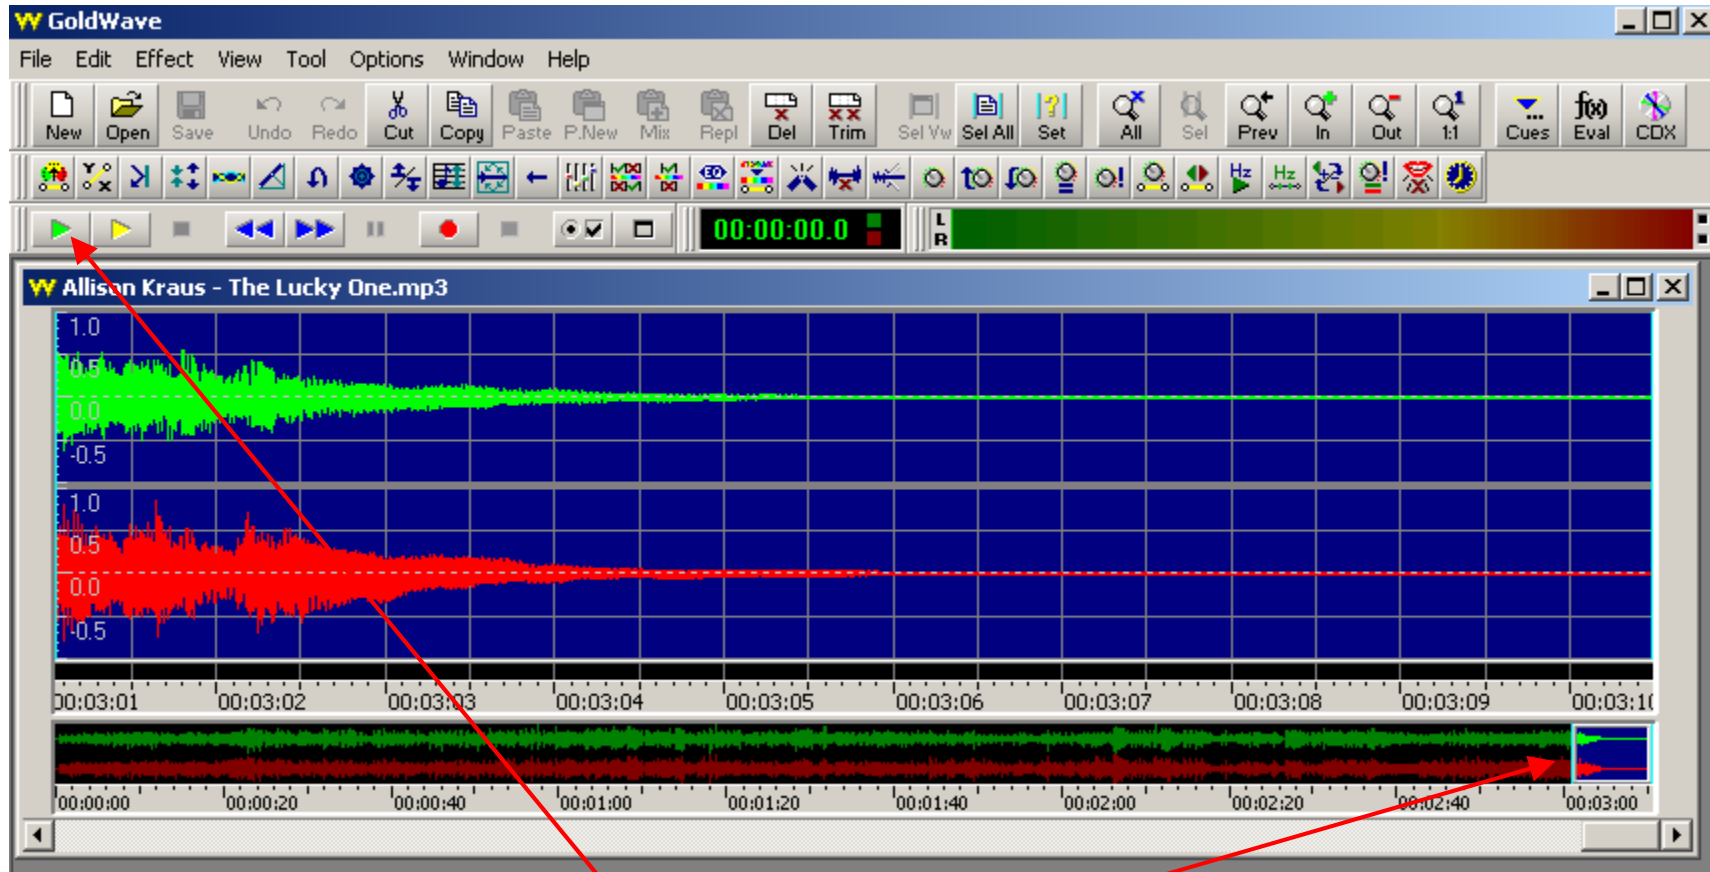 GoldWave
File Edit Effect View Tool Options Window Help
New Open Save Undo Redo Cut Copy Paste P.New Mix Repl Del Trim Sel Vw Sel All Set All Sel Prev In Out 1:1 Cues f(x) Eval CDX
Hz Hz
00:00:00.0 L
R
Allison Kraus - The Lucky One.mp3
1.0
0.5
0.0
-0.5
1.0
0.5
0.0
-0.5
00:03:01 00:03:02 00:03:03 00:03:04 00:03:05 00:03:06 00:03:07 00:03:08 00:03:09 00:03:10
00:00:00 00:00:20 00:00:40 00:01:00 00:01:20 00:01:40 00:02:00 00:02:20 00:02:40 00:03:00